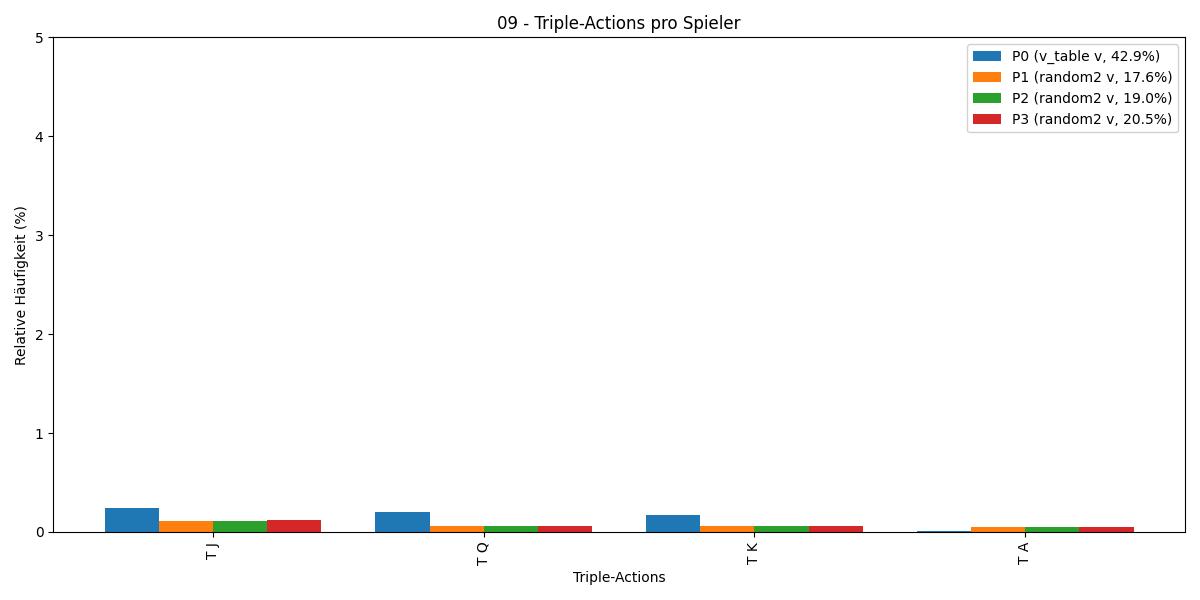 09 - Triple-Actions pro Spieler
P0 (v_table v, 42.9%)
P1 (random2 v, 17.6%)
P2 (random2 v, 19.0%)
P3 (random2 v, 20.5%)
Relative Häufigkeit (%)
5
4
3
2
1
0
T J
T Q
T K
T A
Triple-Actions